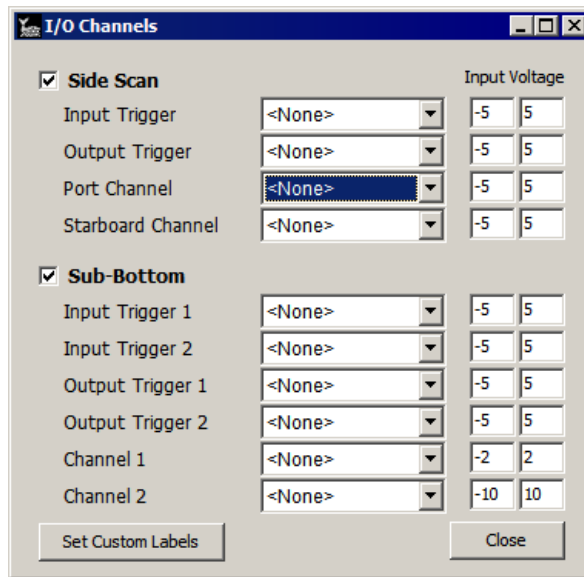 I/O Channels
Side Scan Input Voltage
Input Trigger <None> -5 5
Output Trigger <None> -5 5
Port Channel <None> -5 5
Starboard Channel <None> -5 5
Sub-Bottom
Input Trigger 1 <None> -5 5
Input Trigger 2 <None> -5 5
Output Trigger 1 <None> -5 5
Output Trigger 2 <None> -5 5
Channel 1 <None> -2 2
Channel 2 <None> -10 10
Set Custom Labels Close